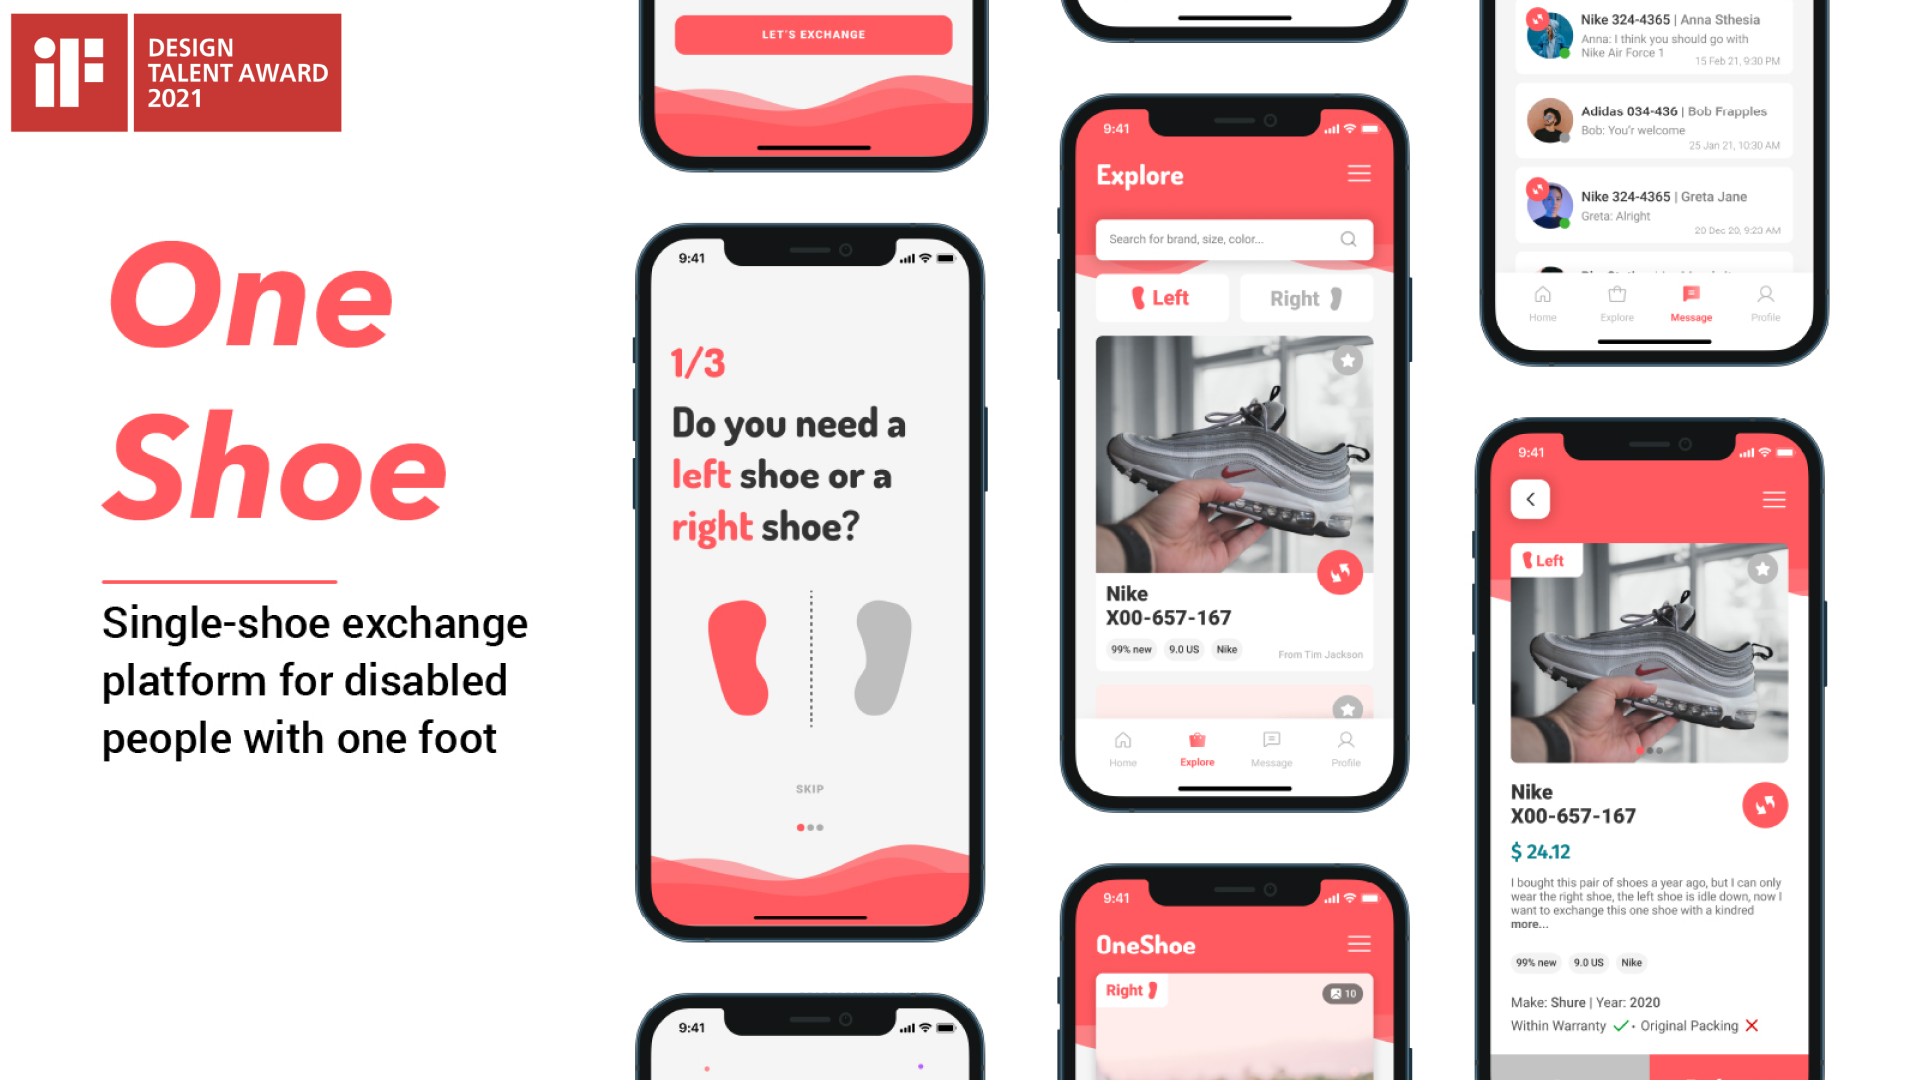 iF
DESIGN
TALENT AWARD
2021
One
Shoe
Single-shoe exchange
platform for disabled
people with one foot
LET'S EXCHANGE
9:41
1/3
Do you need a
left shoe or a
right shoe?
SKIP
9:41
9:41
Explore
Search for brand, size, color...
Left
Right
Nike
X00-657-167
99% new
9.0 US
Nike
From Tim Jackson
Home
Explore
Message
Profile
9:41
OneShoe
Right
10
Nike 324-4365 | Anna Sthesia
Anna: I think you should go with
Nike Air Force 1
15 Feb 21, 9:30 PM
Adidas 034-436 | Bob Frapples
Bob: You'r welcome
25 Jan 21, 10:30 AM
Nike 324-4365 | Greta Jane
Greta: Alright
20 Dec 20, 9:23 AM
Home
Explore
Message
Profile
9:41
Left
Nike
X00-657-167
$ 24.12
I bought this pair of shoes a year ago, but I can only
wear the right shoe, the left shoe is idle down, now I
want to exchange this one shoe with a kindred
more...
99% new
9.0 US
Nike
Make: Shure | Year: 2020
Within Warranty
Original Packing